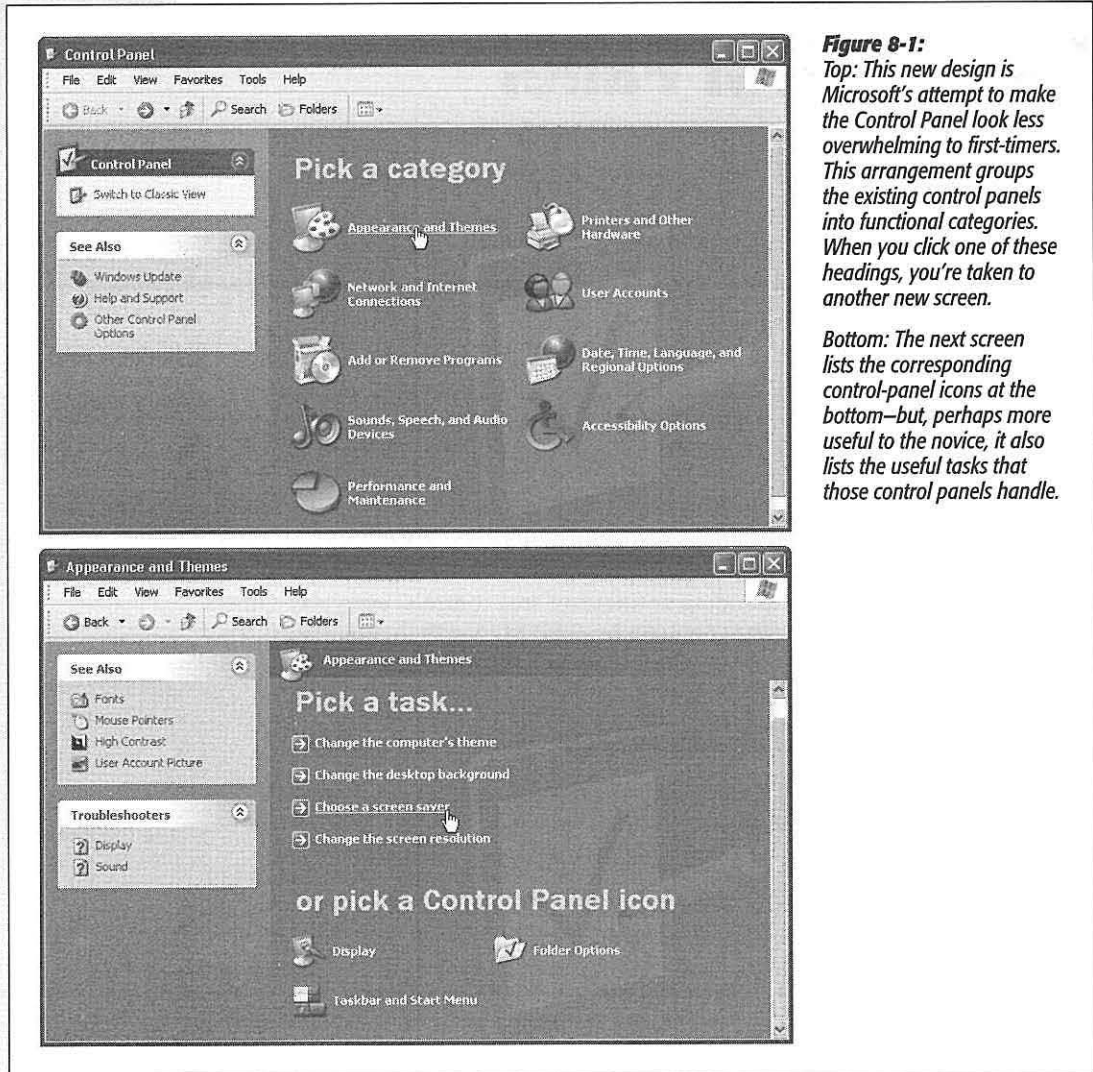 Control Panel
File Edit View Favorites Tools Help
Back Search Folders
Control Panel
Switch to Classic View
See Also
Windows Update
Help and Support
Other Control Panel
Options
Pick a category
Appearance and Themes
Printers and Other
Hardware
Network and Internet
Connections
User Accounts
Add or Remove Programs
Date, Time, Language, and
Regional Options
Sounds, Speech, and Audio
Devices
Accessibility Options
Performance and
Maintenance
Figure 8-1:
Top: This new design is
Microsoft's attempt to make
the Control Panel look less
overwhelming to first-timers.
This arrangement groups
the existing control panels
into functional categories.
When you click one of these
headings, you're taken to
another new screen.
Bottom: The next screen
lists the corresponding
control-panel icons at the
bottom—but, perhaps more
useful to the novice, it also
lists the useful tasks that
those control panels handle.
Appearance and Themes
File Edit View Favorites Tools Help
Back Search Folders
See Also
Fonts
Mouse Pointers
High Contrast
User Account Picture
Troubleshooters
Display
Sound
Appearance and Themes
Pick a task...
Change the computer's theme
Change the desktop background
Choose a screen saver
Change the screen resolution
or pick a Control Panel icon
Display
Folder Options
Taskbar and Start Menu